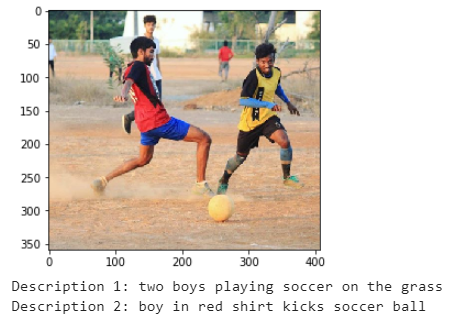 0
50
100
150
200
250
300
350
0 100 200 300 400
Description 1: two boys playing soccer on the grass
Description 2: boy in red shirt kicks soccer ball